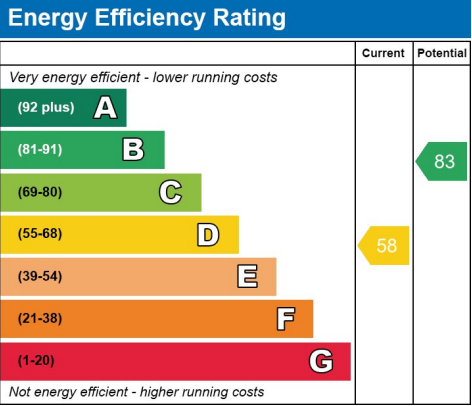 Energy Efficiency Rating
Current Potential
Very energy efficient - lower running costs
(92 plus) A
(81-91) B
83
(69-80) C
(55-68) D
58
(39-54) E
(21-38) F
(1-20) G
Not energy efficient - higher running costs